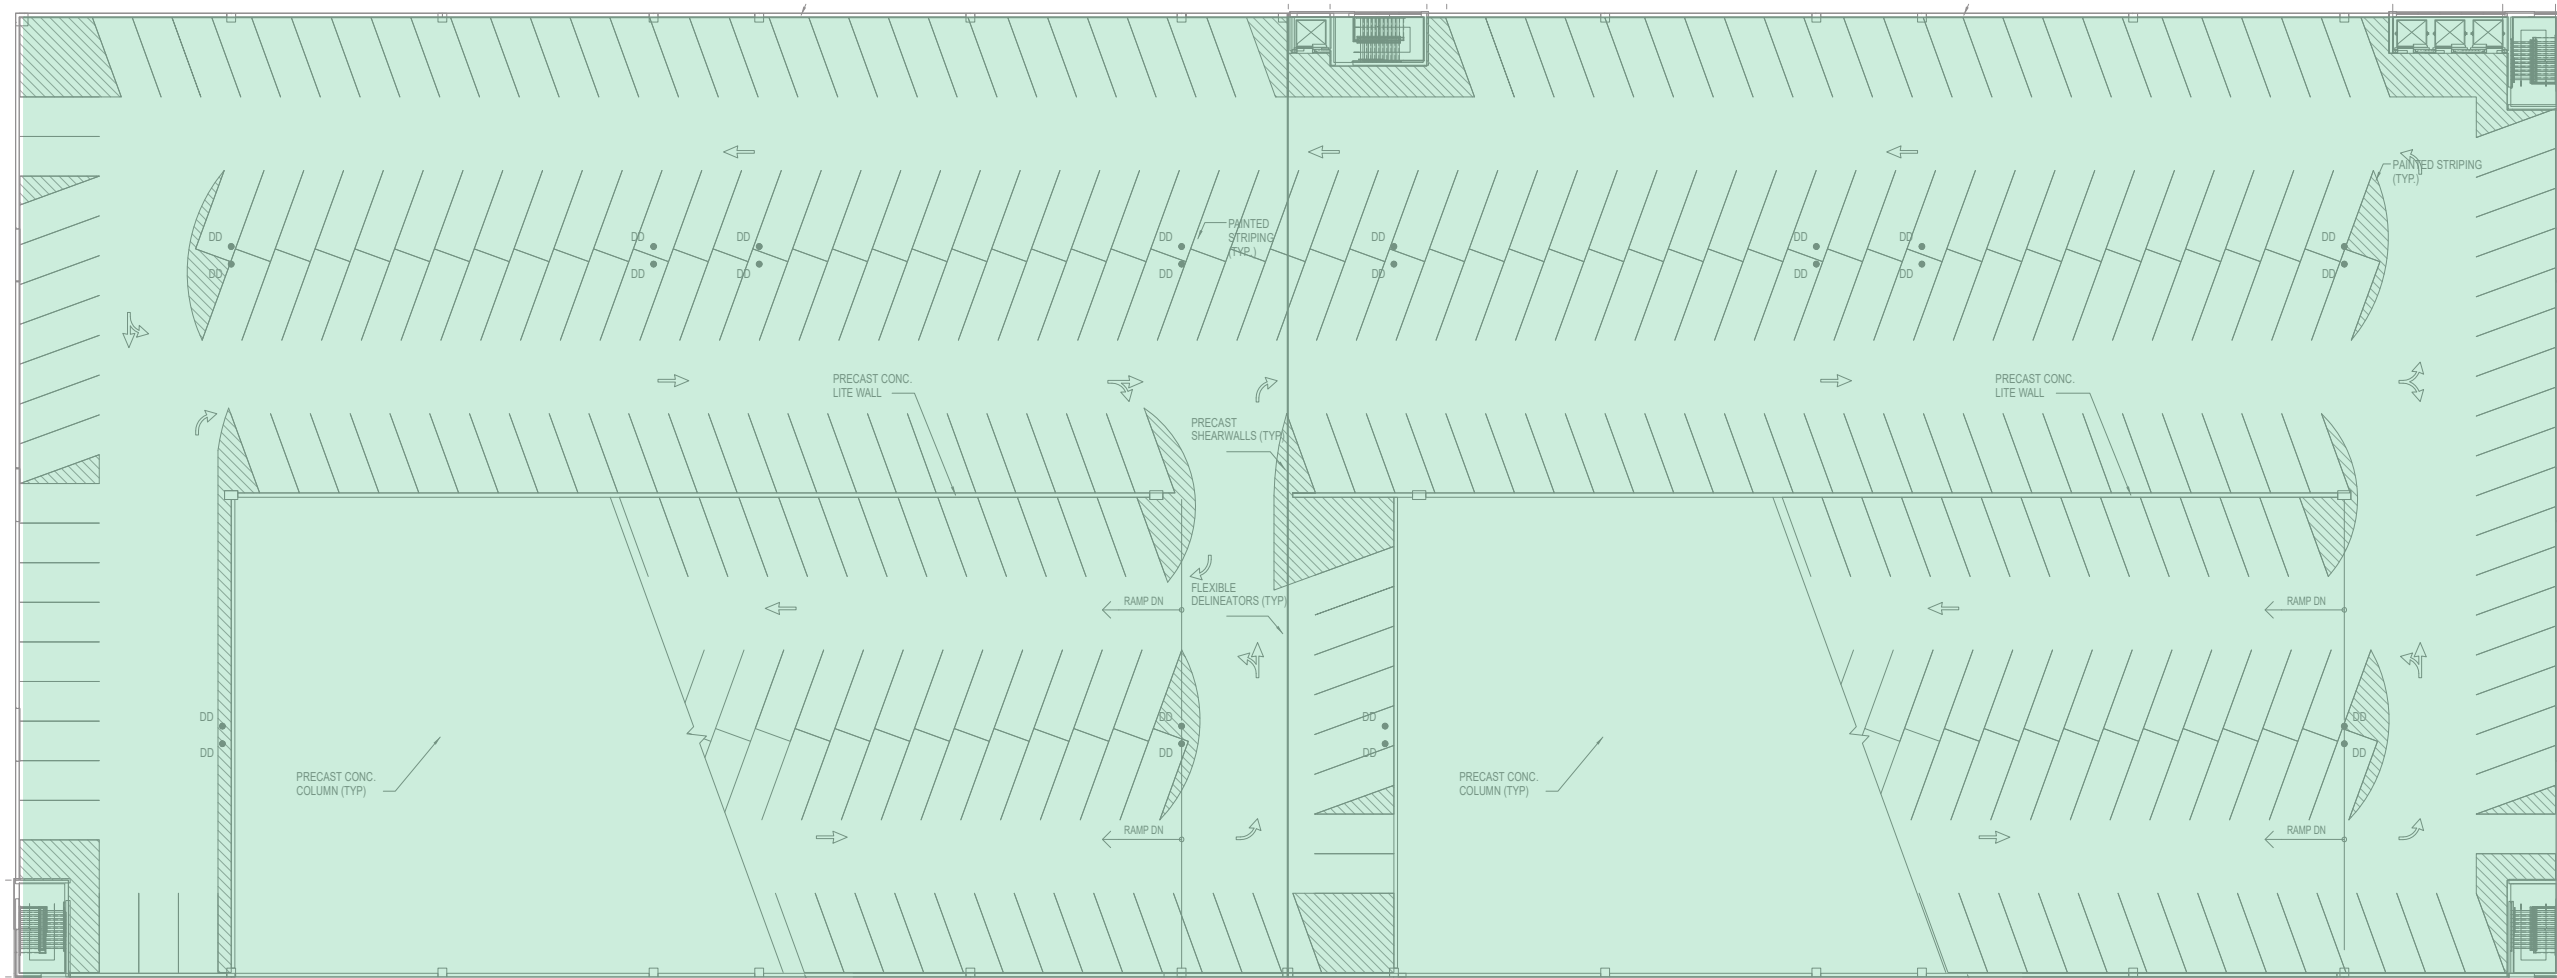 PAINTED STRIPING
(TYP.)
DD
DD
DD
DD
DD
DD
DD
DD
PAINTED
STRIPING
(TYP.)
DD
DD
DD
DD
DD
DD
DD
DD
PRECAST CONC.
LITE WALL
PRECAST CONC.
LITE WALL
PRECAST
SHEARWALLS (TYP)
FLEXIBLE
DELINEATORS (TYP)
RAMP DN
RAMP DN
DD
DD
DD
DD
DD
DD
DD
DD
PRECAST CONC.
COLUMN (TYP)
PRECAST CONC.
COLUMN (TYP)
RAMP DN
RAMP DN